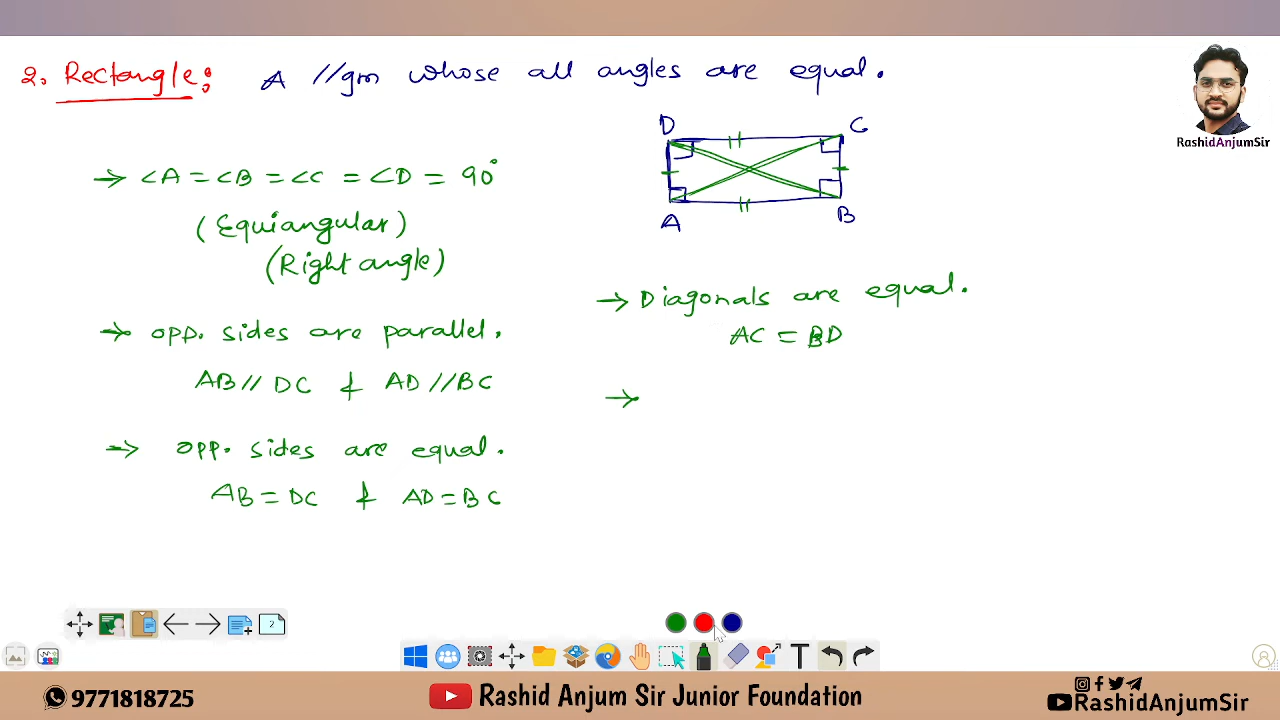 2. Rectangle: A //gm whose all angles are equal.
RashidAnjumSir
D C
A B
→ ∠A = ∠B = ∠C = ∠D = 90°
(Equiangular)
(Right angle)
→ opp. sides are parallel.
AB // DC & AD // BC
→ opp. sides are equal.
AB = DC & AD = BC
→ Diagonals are equal.
AC = BD
→
2
T
9771818725
Rashid Anjum Sir Junior Foundation
RashidAnjumSir